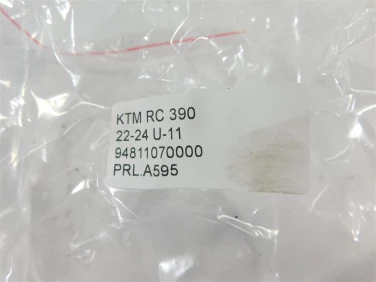 KTM RC 390
22-24 U-11
94811070000
PRL.A595